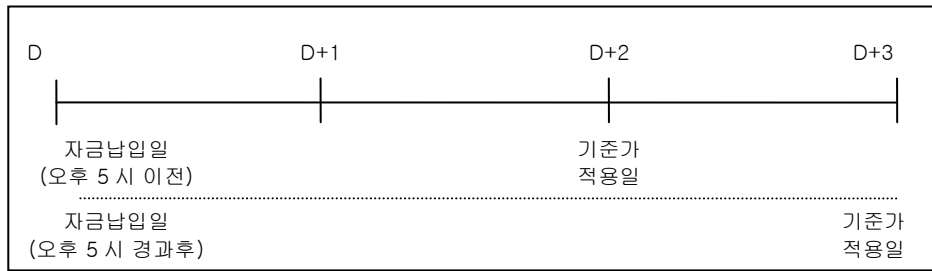 D D+1 D+2 D+3
자금납입일 기준가
(오후 5 시 이전) 적용일
자금납입일 기준가
(오후 5 시 경과후) 적용일